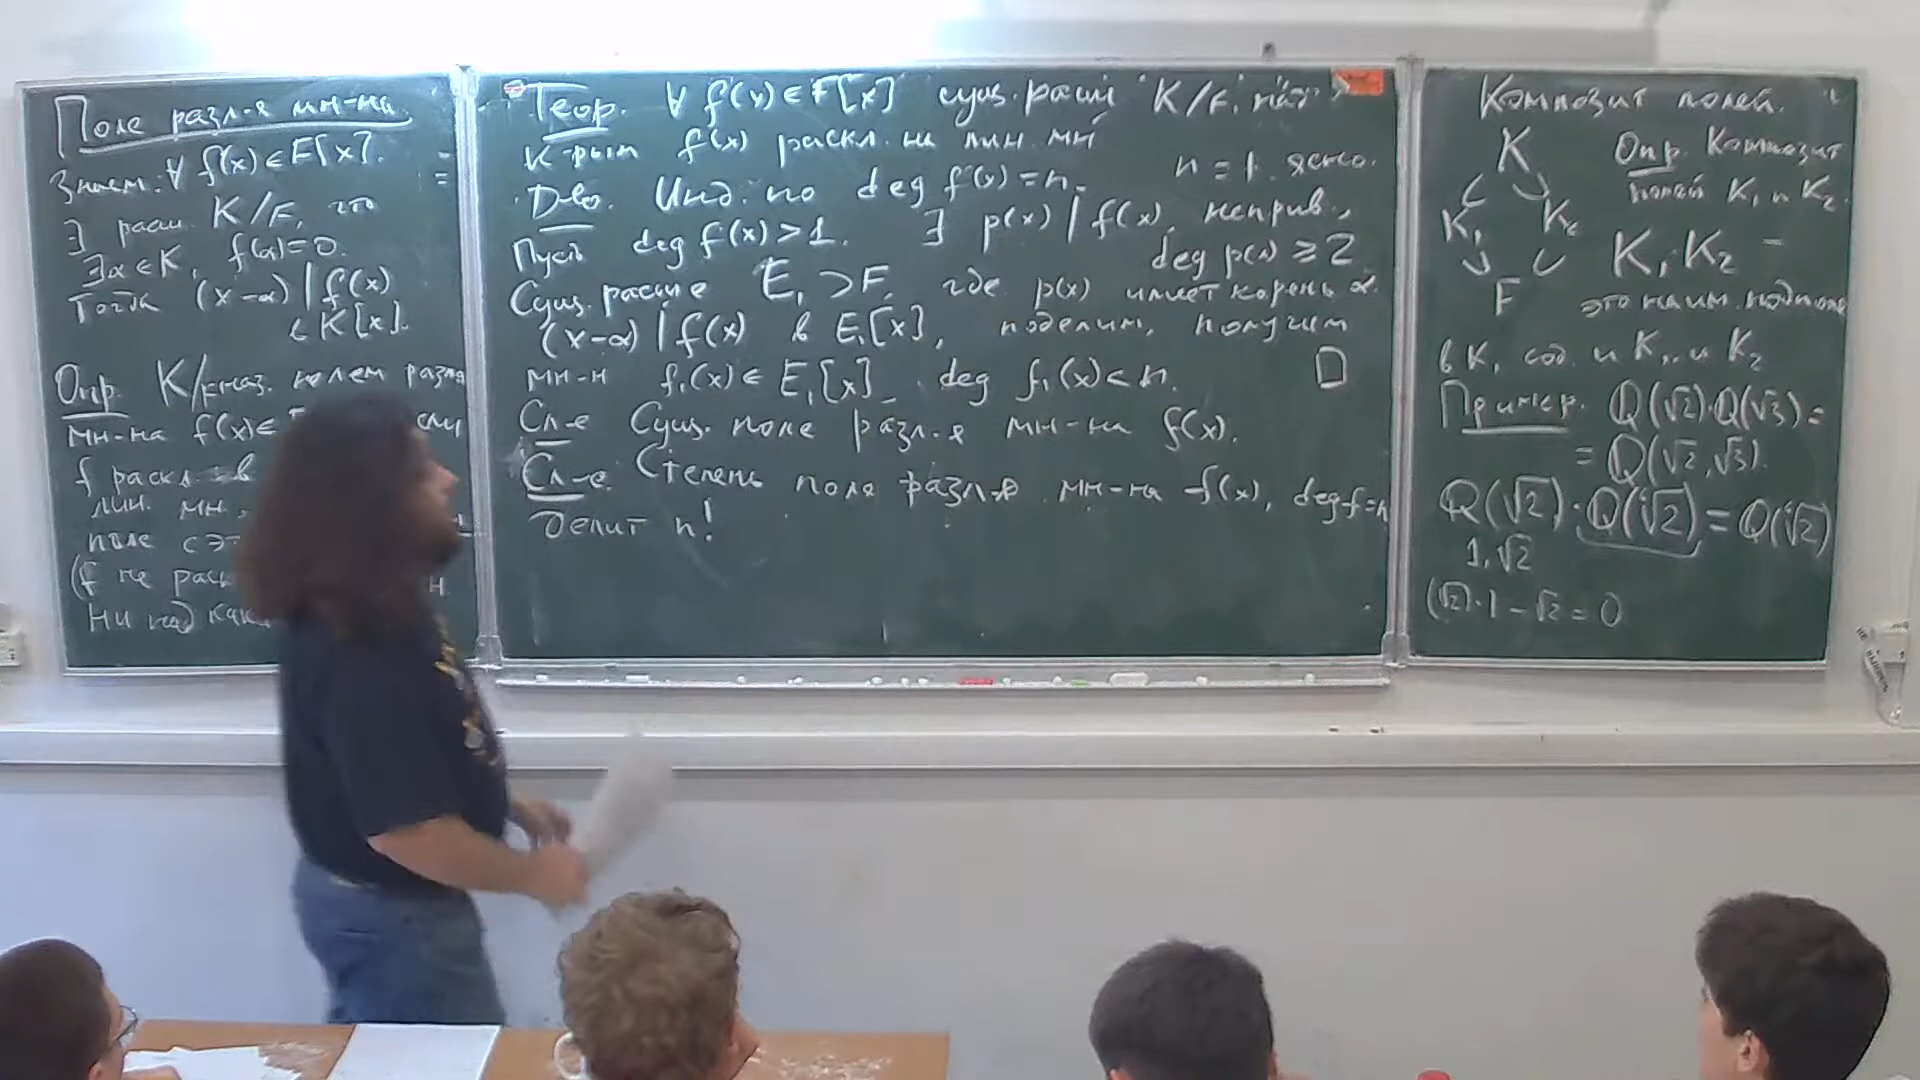 Поле разл-я мн-на.
Знаем. ∀ f(x)∈F[x].
∃ расш. K/F, что
∃α∈K, f(α)=0.
Тогда (x-α) | f(x)
в K[x].
Опр. K/F наз. полем разл
мн-на f(x)∈
f раскл. в
лин. мн.
поле с эт
(f не раск
ни над как
Теор. ∀ f(x)∈F[x] сущ. расш K/F, над
к-рым f(x) раскл. на лин. мн
Д-во. Инд. по deg f(x)=n. n=1. ясно.
Пусть deg f(x)>1. ∃ p(x) | f(x), неприв.,
deg p(x) ≥ 2
Сущ. расш-е E₁ > F, где p(x) имеет корень α.
(x-α) | f(x) в E₁[x], поделим, получим
мн-н f₁(x)∈ E₁[x], deg f₁(x)<n. □
Сл-е Сущ. поле разл-я мн-на f(x).
Сл-е. Степень поля разл-я мн-на f(x), deg f=n
делит n!
Композит полей.
K
K₁ K₂
F
Опр. Композит
полей K₁ и K₂
K₁K₂ -
это наим. подполе
в K, сод. и K₁, и K₂
Пример. Q(√2)·Q(√3)=
= Q(√2,√3).
Q(√2)·Q(i√2) = Q(i√2)
1,√2
(√2)·1 - √2 = 0